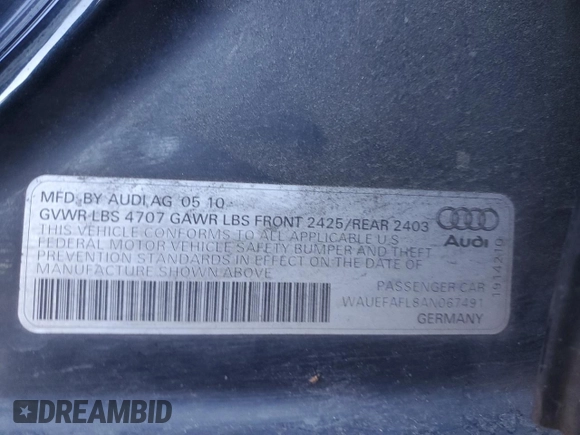 MFD. BY AUDI, AG 05 10
GVWR LBS 4707 GAWR LBS FRONT 2425/REAR 2403
THIS VEHICLE CONFORMS TO ALL APPLICABLE U.S
FEDERAL MOTOR VEHICLE SAFETY BUMPER AND THEFT
PREVENTION STANDARDS IN EFFECT ON THE DATE OF
MANUFACTURE SHOWN ABOVE
Audi
1914210
PASSENGER CAR
WAUEFAFL8AN067491
GERMANY
DREAMBID